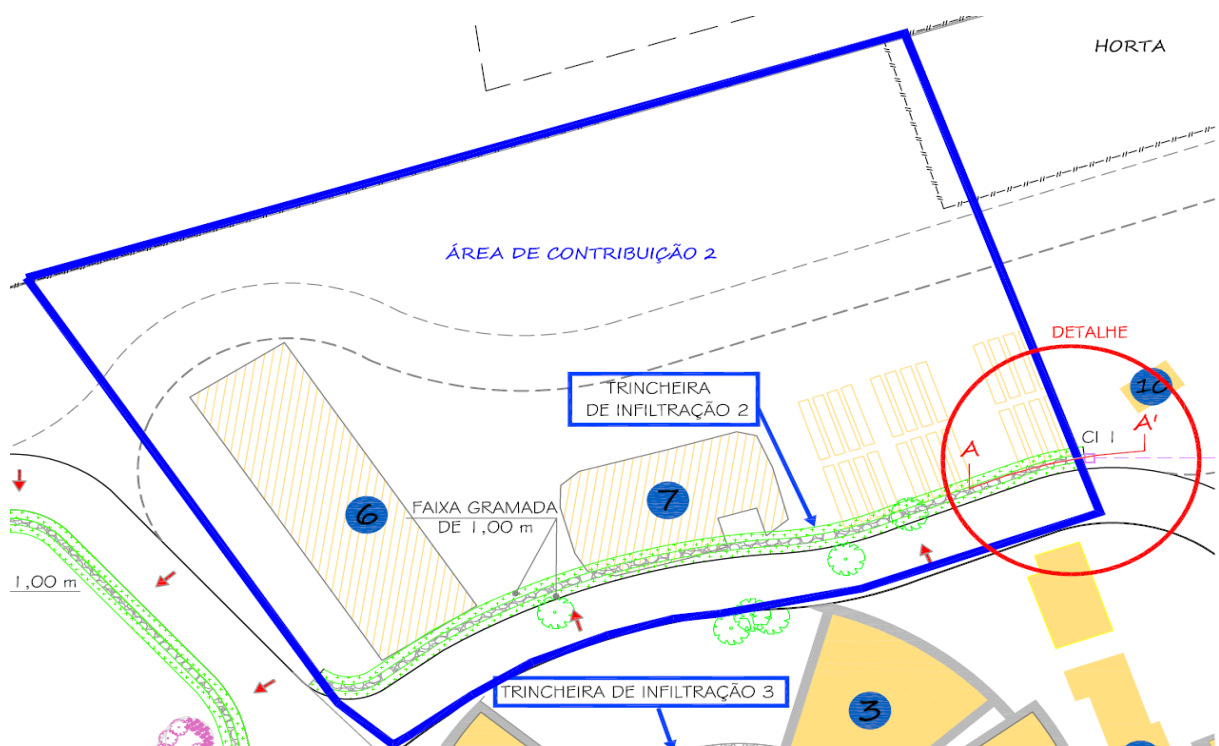 HORTA
ÁREA DE CONTRIBUIÇÃO 2
DETALHE
TRINCHEIRA
DE INFILTRAÇÃO 2
10
A'
CI 1
A
6
FAIXA GRAMADA
DE 1,00 m
7
1,00 m
TRINCHEIRA DE INFILTRAÇÃO 3
3